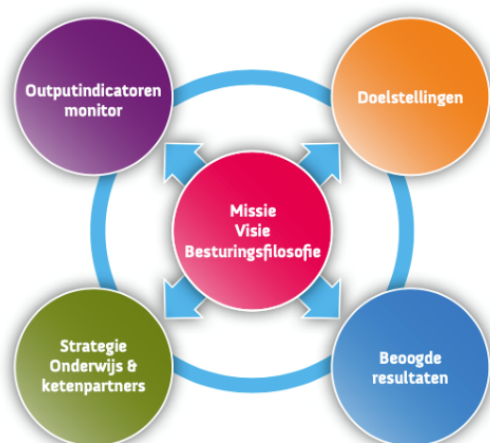 Outputindicatoren
monitor
Doelstellingen
Missie
Visie
Besturingsfilosofie
Strategie
Onderwijs &
ketenpartners
Beoogde
resultaten